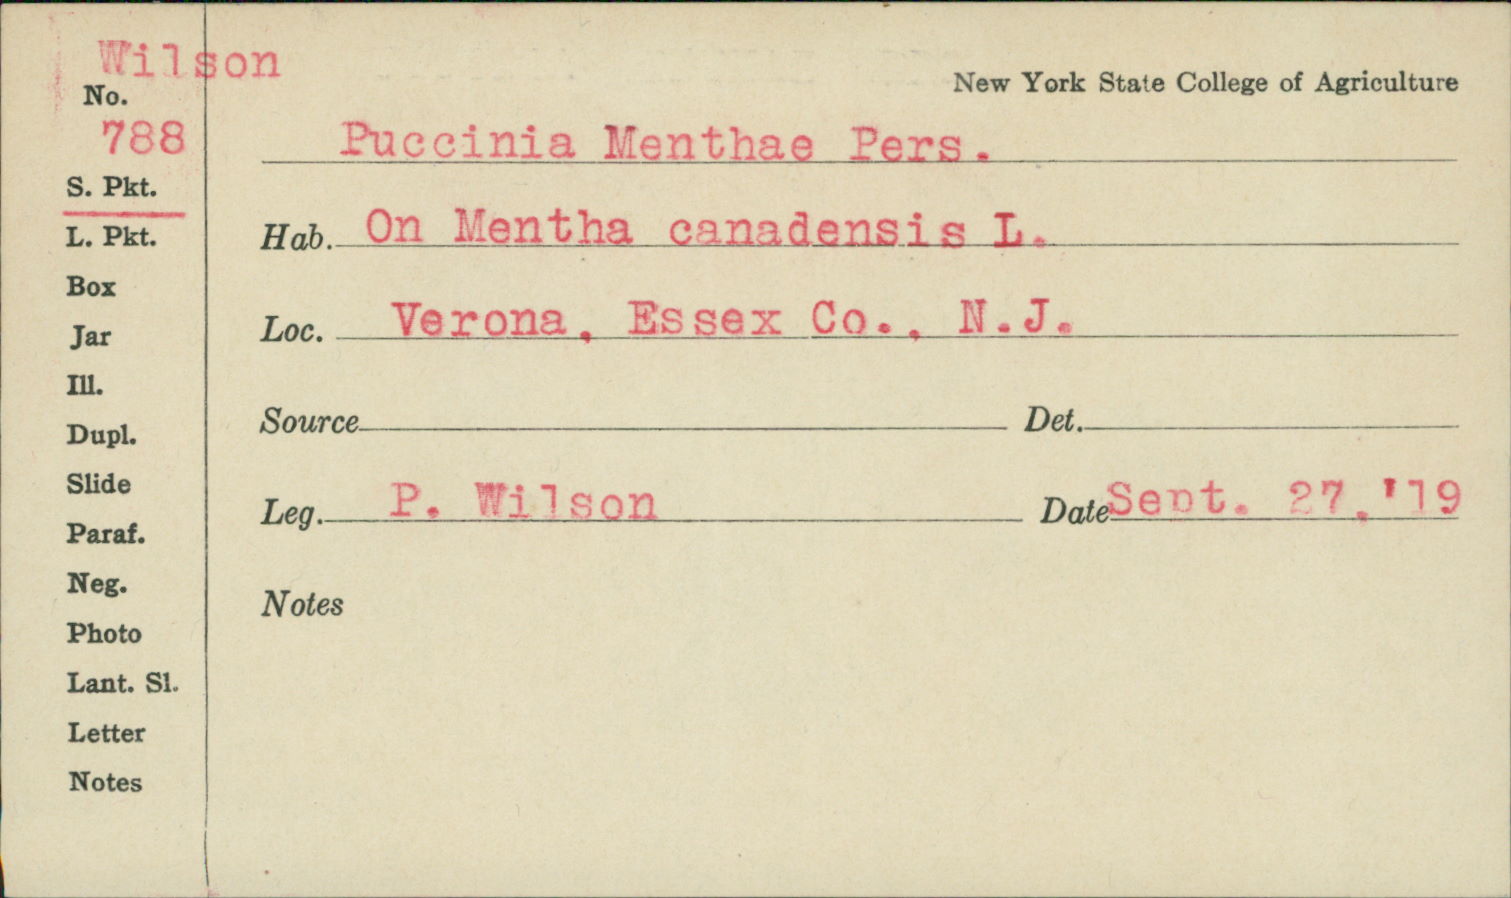 Wilson
No.
788
S. Pkt.
L. Pkt.
Box
Jar
Ill.
Dupl.
Slide
Paraf.
Neg.
Photo
Lant. Sl.
Letter
Notes
New York State College of Agriculture
Puccinia Menthae Pers.
Hab. On Mentha canadensis L.
Loc. Verona, Essex Co., N.J.
Source Det.
Leg. P. Wilson Date Sept. 27, '19
Notes